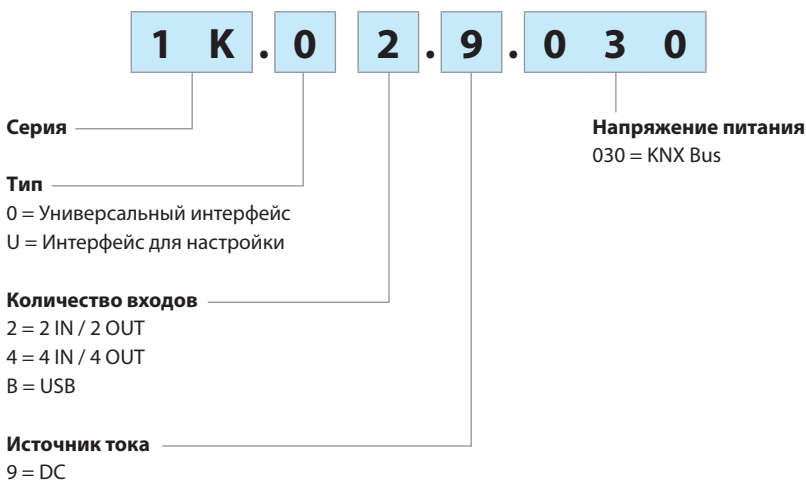 1 K . 0 2 . 9 . 0 3 0
Серия
Напряжение питания
030 = KNX Bus
Тип
0 = Универсальный интерфейс
U = Интерфейс для настройки
Количество входов
2 = 2 IN / 2 OUT
4 = 4 IN / 4 OUT
B = USB
Источник тока
9 = DC